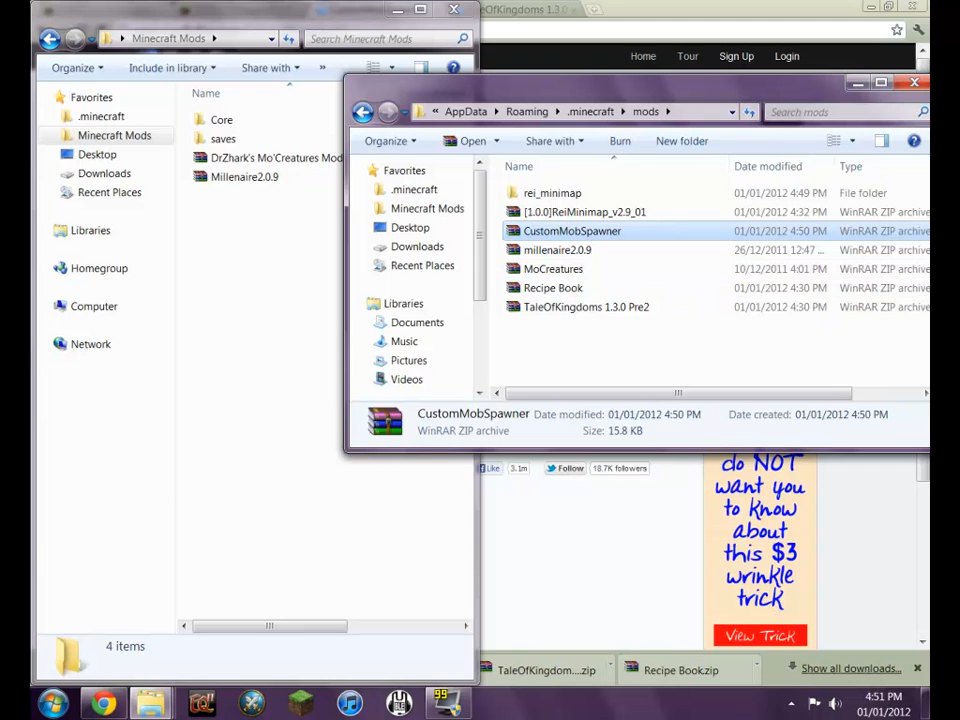 TaleOfKingdoms 1.3.0
Minecraft Mods
Search Minecraft Mods
Organize
Include in library
Share with
»
Favorites
.minecraft
Minecraft Mods
Desktop
Downloads
Recent Places
Libraries
Homegroup
Computer
Network
Name
Core
saves
DrZhark's Mo'Creatures Mod
Millenaire2.0.9
4 items
Home
Tour
Sign Up
Login
« AppData
Roaming
.minecraft
mods
Search mods
Organize
Open
Share with
Burn
New folder
Favorites
.minecraft
Minecraft Mods
Desktop
Downloads
Recent Places
Libraries
Documents
Music
Pictures
Videos
Name
Date modified
Type
rei_minimap 01/01/2012 4:49 PM File folder
[1.0.0]ReiMinimap_v2.9_01 01/01/2012 4:32 PM WinRAR ZIP archive
CustomMobSpawner 01/01/2012 4:50 PM WinRAR ZIP archive
millenaire2.0.9 26/12/2011 12:47 ... WinRAR ZIP archive
MoCreatures 10/12/2011 4:01 PM WinRAR ZIP archive
Recipe Book 01/01/2012 4:30 PM WinRAR ZIP archive
TaleOfKingdoms 1.3.0 Pre2 01/01/2012 4:30 PM WinRAR ZIP archive
CustomMobSpawner Date modified: 01/01/2012 4:50 PM Date created: 01/01/2012 4:50 PM
WinRAR ZIP archive Size: 15.8 KB
Like 3.1m Follow 18.7K followers
do NOT
want you
to know
about
this $3
wrinkle
trick
View Trick
TaleOfKingdom....zip
Recipe Book.zip
Show all downloads...
99
4:51 PM
01/01/2012